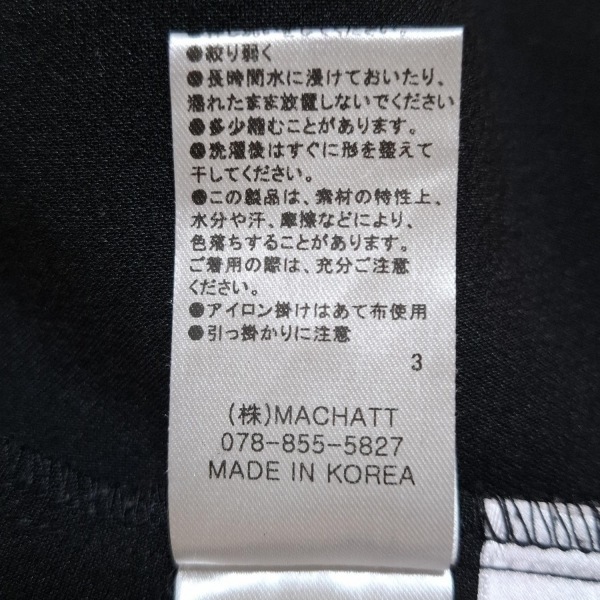 してください。
●絞り弱く
●長時間水に浸けておいたり、
濡れたまま放置しないでください
●多少縮むことがあります。
●洗濯後はすぐに形を整えて
干してください。
●この製品は、素材の特性上、
水分や汗、摩擦などにより、
色落ちすることがあります。
ご着用の際は、充分ご注意
ください。
●アイロン掛けはあて布使用
●引っ掛かりに注意
3
(株)MACHATT
078-855-5827
MADE IN KOREA